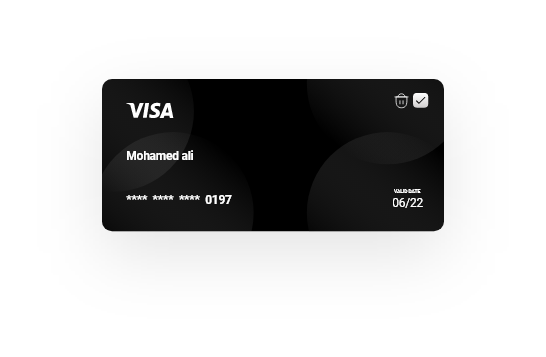 VISA
Mohamed ali
**** **** **** 0197
VALID DATE
06/22